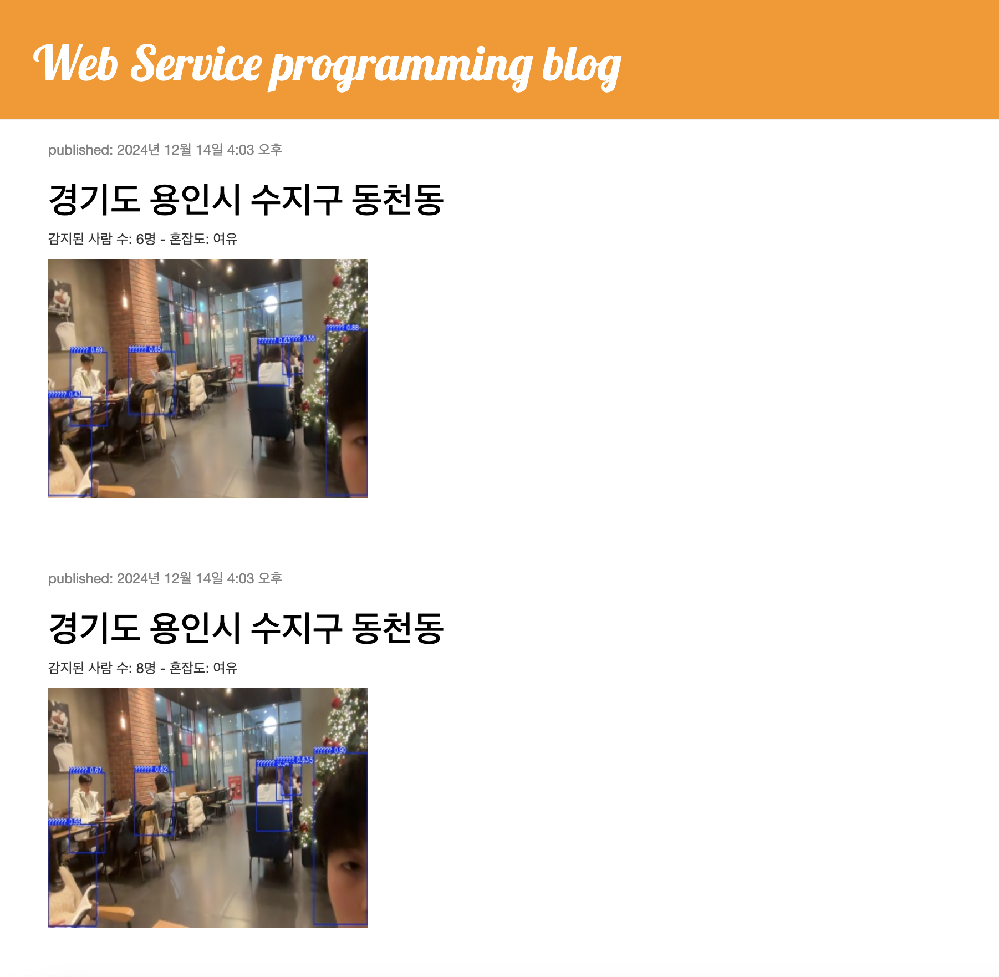 Web Service programming blog
published: 2024년 12월 14일 4:03 오후
경기도 용인시 수지구 동천동
감지된 사람 수: 6명 - 혼잡도: 여유
?????? 0.88
?????? 0.63
?????? 0.55
?????? 0.69
?????? 0.65
?????? 0.43
published: 2024년 12월 14일 4:03 오후
경기도 용인시 수지구 동천동
감지된 사람 수: 8명 - 혼잡도: 여유
?????? 0.90
?????? 0.63
??????
?????? 0.67
?????? 0.62
?????? 0.55